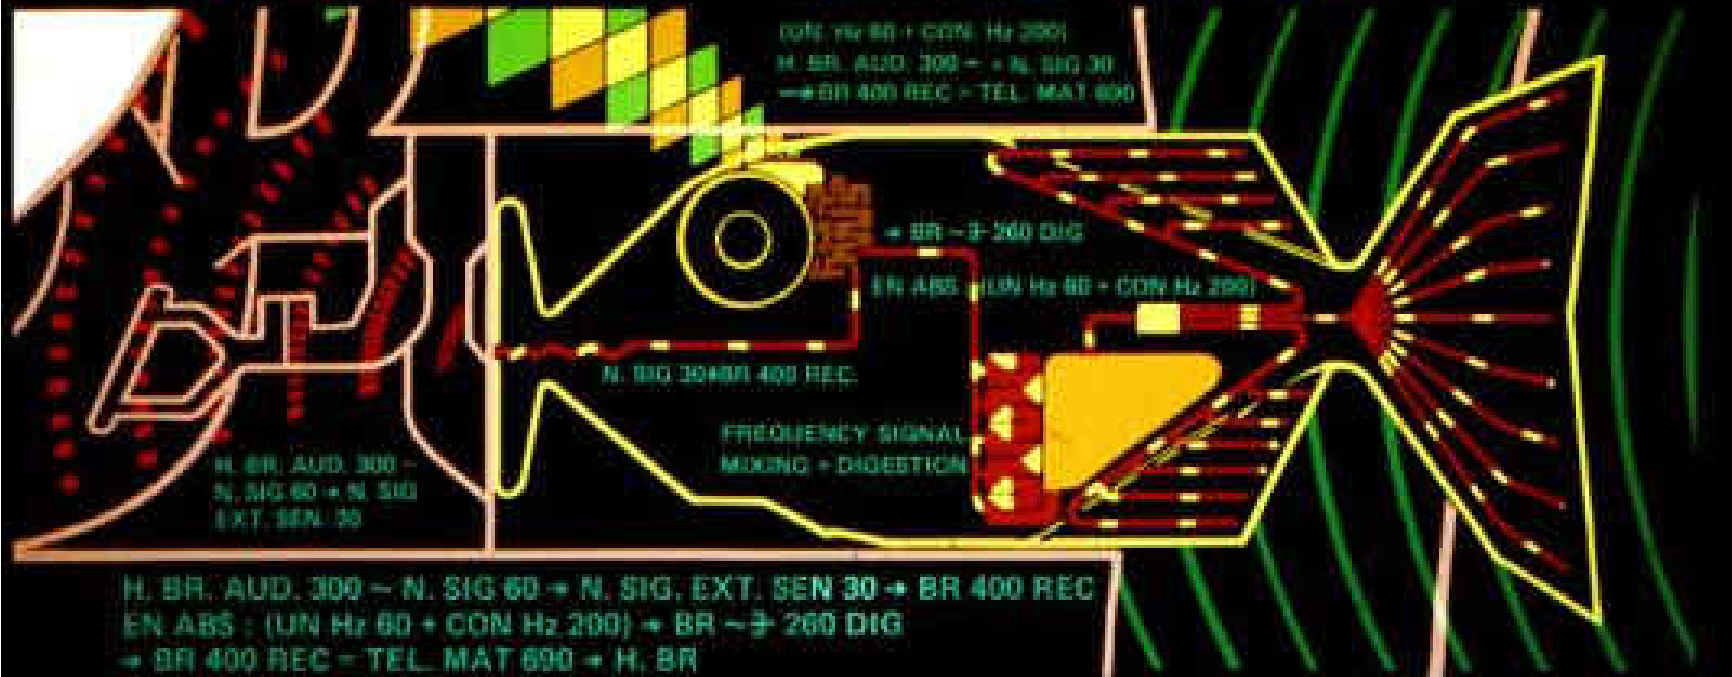 (UN. Hz 60 + CON. Hz 200)
H. BR. AUD. 300 ~ → N. SIG 30
→ BR 400 REC - TEL. MAT 690
→ BR ~ ∃ 260 DIG
EN ABS : (UN Hz 60 + CON Hz 200)
N. SIG 30→BR 400 REC.
FREQUENCY SIGNAL
MIXING + DIGESTION
H. BR. AUD. 300 ~
N. SIG 60 → N. SIG
EXT. SEN. 30
H. BR. AUD. 300 ~ N. SIG 60 → N. SIG. EXT. SEN 30 → BR 400 REC
EN ABS : (UN Hz 60 + CON Hz 200) → BR ~ ∃ 260 DIG
→ BR 400 REC - TEL. MAT 690 → H. BR